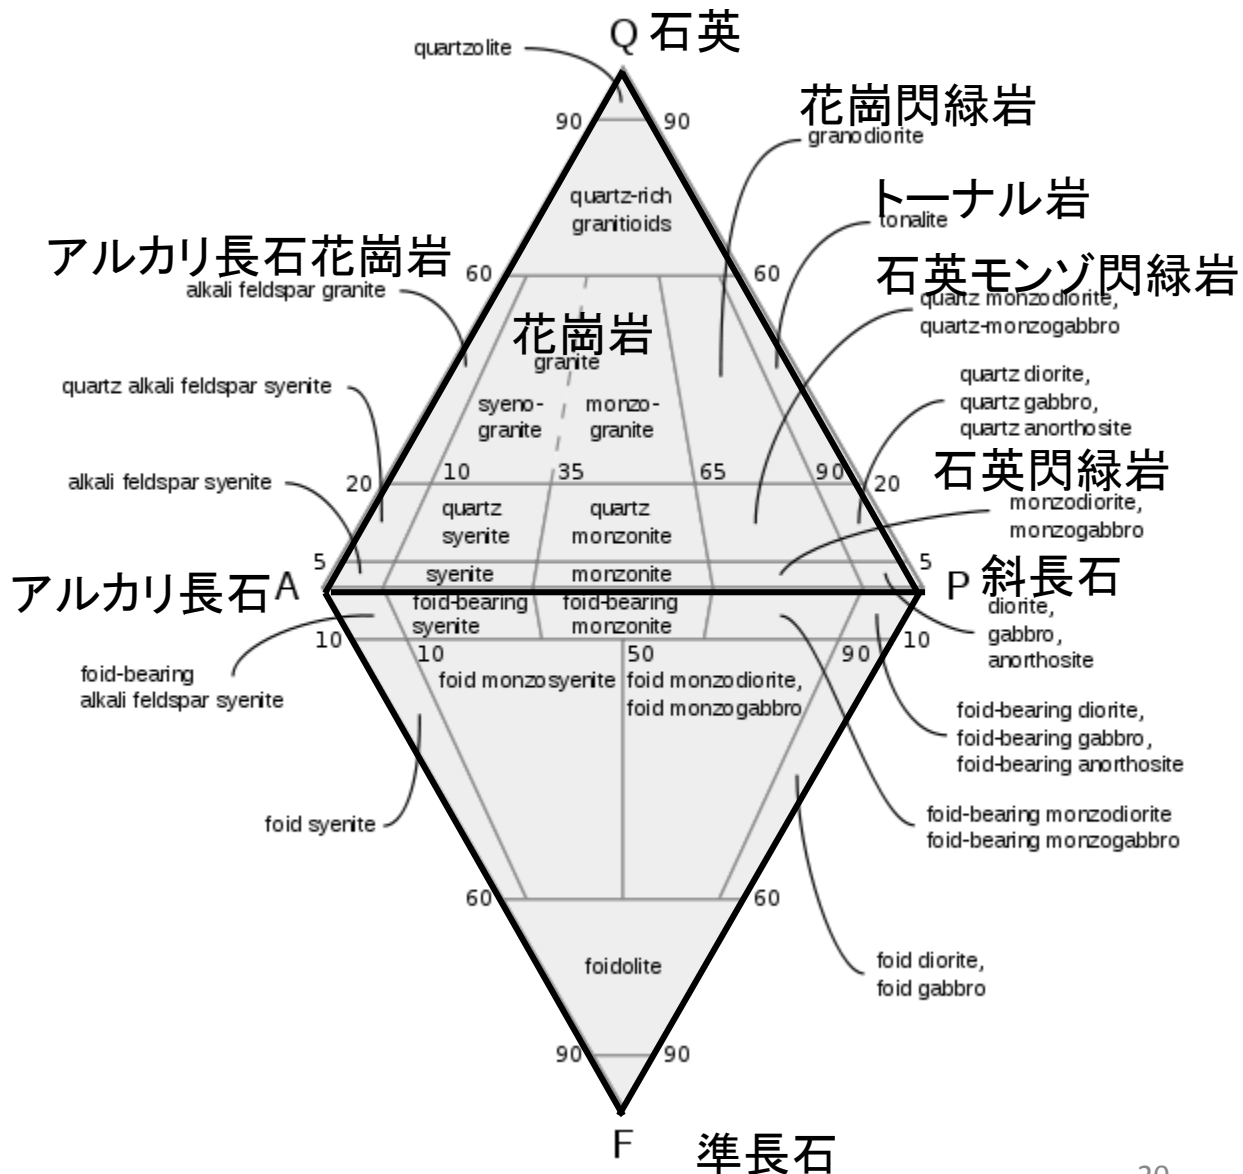 Q 石英
quartzolite
花崗閃緑岩
90
90
granodiorite
quartz-rich
granitioids
トーナル岩
tonalite
アルカリ長石花崗岩
石英モンゾ閃緑岩
60
60
alkali feldspar granite
quartz monzodiorite,
quartz-monzogabbro
花崗岩
granite
quartz alkali feldspar syenite
quartz diorite,
quartz gabbro,
quartz anorthosite
syeno-
granite
monzo-
granite
石英閃緑岩
10
35
65
90
alkali feldspar syenite
20
20
monzodiorite,
monzogabbro
quartz
syenite
quartz
monzonite
5
5
syenite
monzonite
アルカリ長石 A
P 斜長石
foid-bearing
syenite
foid-bearing
monzonite
diorite,
gabbro,
anorthosite
10
10
10
50
90
foid-bearing
alkali feldspar syenite
foid monzosyenite
foid monzodiorite,
foid monzogabbro
foid-bearing diorite,
foid-bearing gabbro,
foid-bearing anorthosite
foid syenite
foid-bearing monzodiorite
foid-bearing monzogabbro
60
60
foidolite
foid diorite,
foid gabbro
90
90
F 準長石